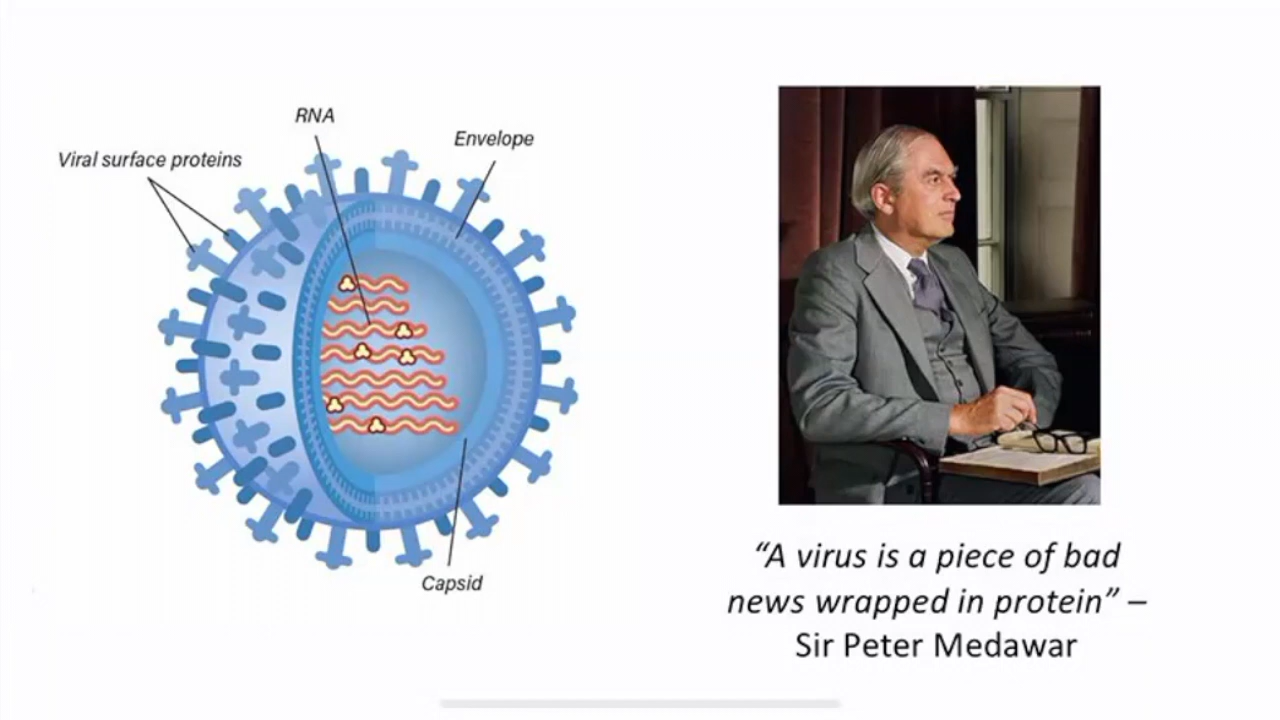 RNA
Envelope
Viral surface proteins
Capsid
“A virus is a piece of bad
news wrapped in protein” –
Sir Peter Medawar